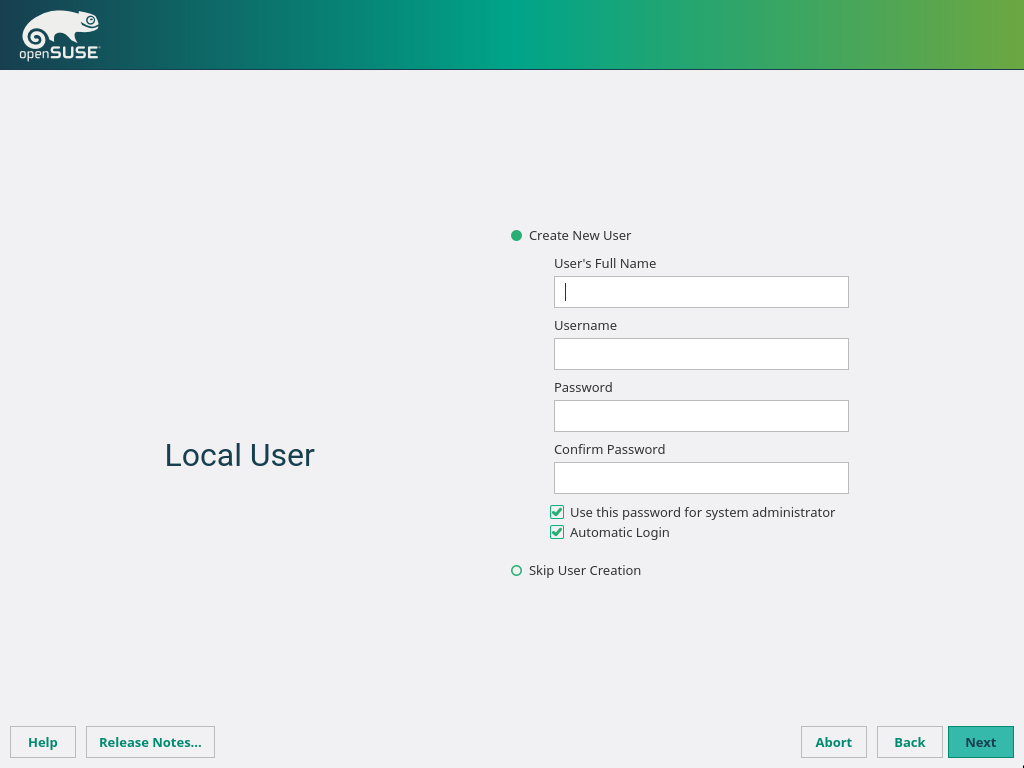 openSUSE
Create New User
User's Full Name
Username
Password
Confirm Password
Local User
Use this password for system administrator
Automatic Login
Skip User Creation
Help
Release Notes...
Abort
Back
Next